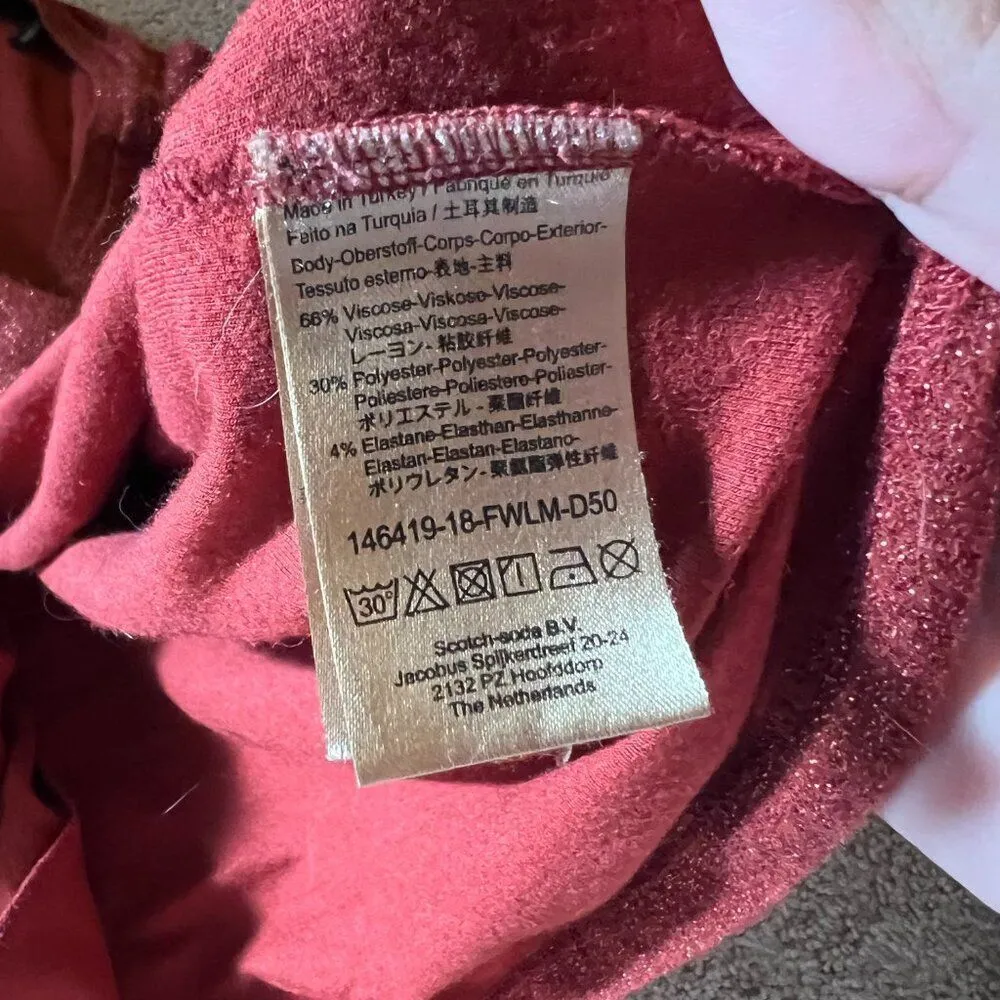 Made in Turkey / Fabriqué en Turquie
Feito na Turquia / 土耳其制造
Body-Oberstoff-Corps-Corpo-Exterior-
Tessuto esterno-表地-主料
66% Viscose-Viskose-Viscose-
Viscosa-Viscosa-Viscose-
レーヨン-粘胶纤维
30% Polyester-Polyester-Polyester-
Poliestere-Poliestere-Poliester-
ポリエステル-聚酯纤维
4% Elastane-Elasthan-Elasthanne-
Elastan-Elastan-Elastano-
ポリウレタン-聚氨酯弹性纤维
146419-18-FWLM-D50
30°
Scotch-soda B.V.
Jacobus Spijkerdreef 20-24
2132 PZ Hoofddorp
The Netherlands